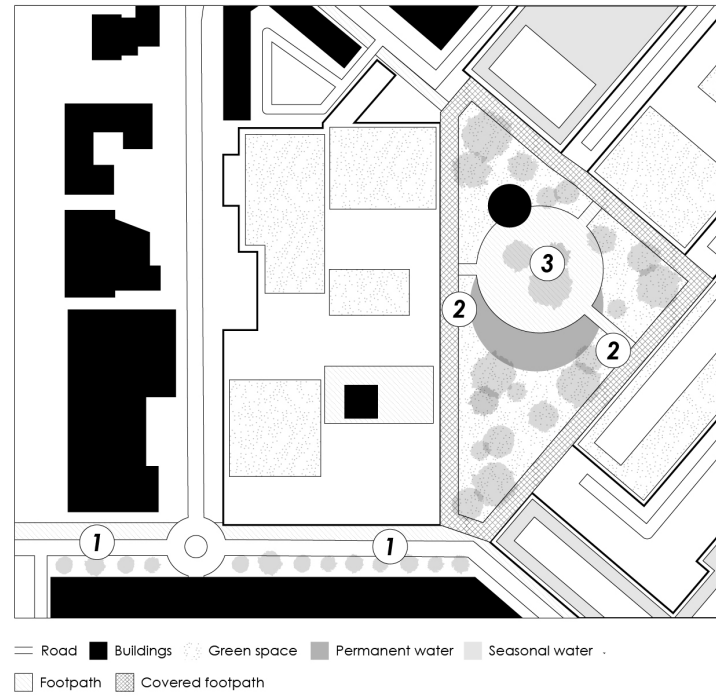 3
2
2
1
1
Road Buildings Green space Permanent water Seasonal water .
Footpath Covered footpath